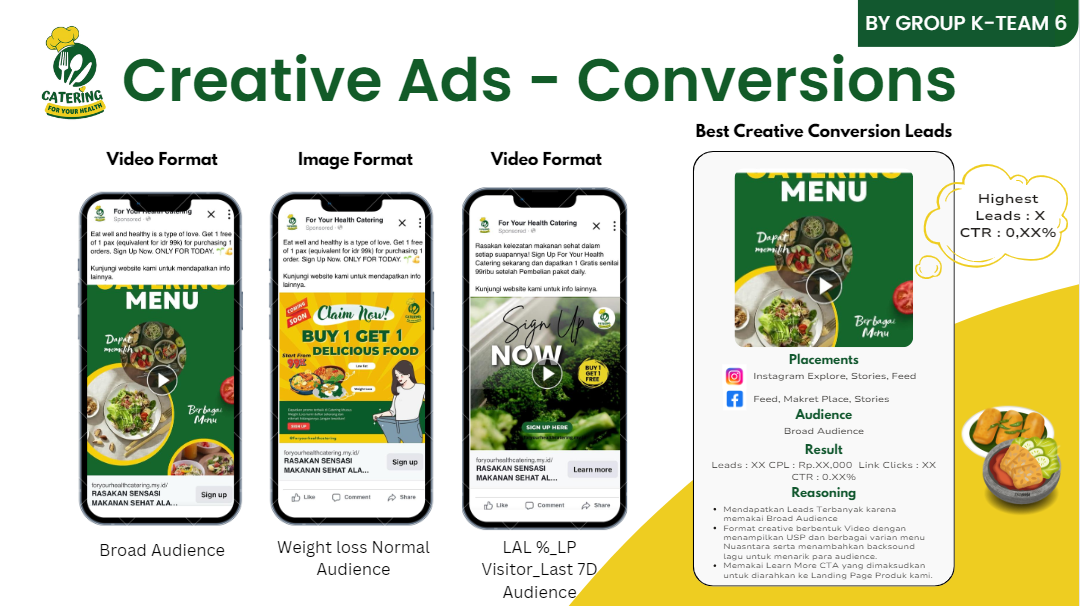 BY GROUP K-TEAM 6
CATERING
FOR YOUR HEALTH
Creative Ads - Conversions
Video Format
For Your Health Catering
Sponsored
Eat well and healthy is a type of love. Get 1 free
of 1 pax (equivalent for idr 99k) for purchasing 1
orders. Sign Up Now. ONLY FOR TODAY. 🌱💪
Kunjungi website kami untuk mendapatkan info
lainnya.
CATERING
MENU
Dapat
memilih
Berbagai
Menu
foryourhealthcatering.my.id/
RASAKAN SENSASI
MAKANAN SEHAT ALA...
Sign up
Broad Audience
Image Format
For Your Health Catering
Sponsored
Eat well and healthy is a type of love. Get 1 free
of 1 pax (equivalent for idr 99k) for purchasing 1
order. Sign Up Now. ONLY FOR TODAY. 🌱💪
Kunjungi website kami untuk mendapatkan info
lainnya.
COMING
SOON
Claim Now!
BUY 1 GET 1
DELICIOUS FOOD
Start From
99K
Low Fat
Weight Loss
SIGN UP
@foryourhealthcatering
foryourhealthcatering.my.id/
RASAKAN SENSASI
MAKANAN SEHAT ALA...
Sign up
Like
Comment
Share
Weight loss Normal
Audience
Video Format
For Your Health Catering
Sponsored
Rasakan kelezatan makanan sehat dalam
setiap suapannya! Sign Up For Your Health
Catering sekarang dan dapatkan 1 Gratis senilai
99ribu setelah Pembelian paket daily.
Kunjungi website kami untuk info lainnya.
Sign Up
NOW
BUY 1
GET 1
FREE
SIGN UP HERE
foryourhealthcatering.my.id/
RASAKAN SENSASI
MAKANAN SEHAT ALA...
Learn more
Like
Comment
Share
LAL %_LP
Visitor_Last 7D
Audience
Best Creative Conversion Leads
CATERING
MENU
Dapat
memilih
Berbagai
Menu
Placements
Instagram Explore, Stories, Feed
Feed, Makret Place, Stories
Audience
Broad Audience
Result
Leads : XX CPL : Rp.XX,000 Link Clicks : XX
CTR : 0.XX%
Reasoning
• Mendapatkan Leads Terbanyak karena
memakai Broad Audience
• Format creative berbentuk Video dengan
menampilkan USP dan berbagai varian menu
Nuasntara serta menambahkan backsound
lagu untuk menarik para audience.
• Memakai Learn More CTA yang dimaksudkan
untuk diarahkan ke Landing Page Produk kami.
Highest
Leads : X
CTR : 0,XX%